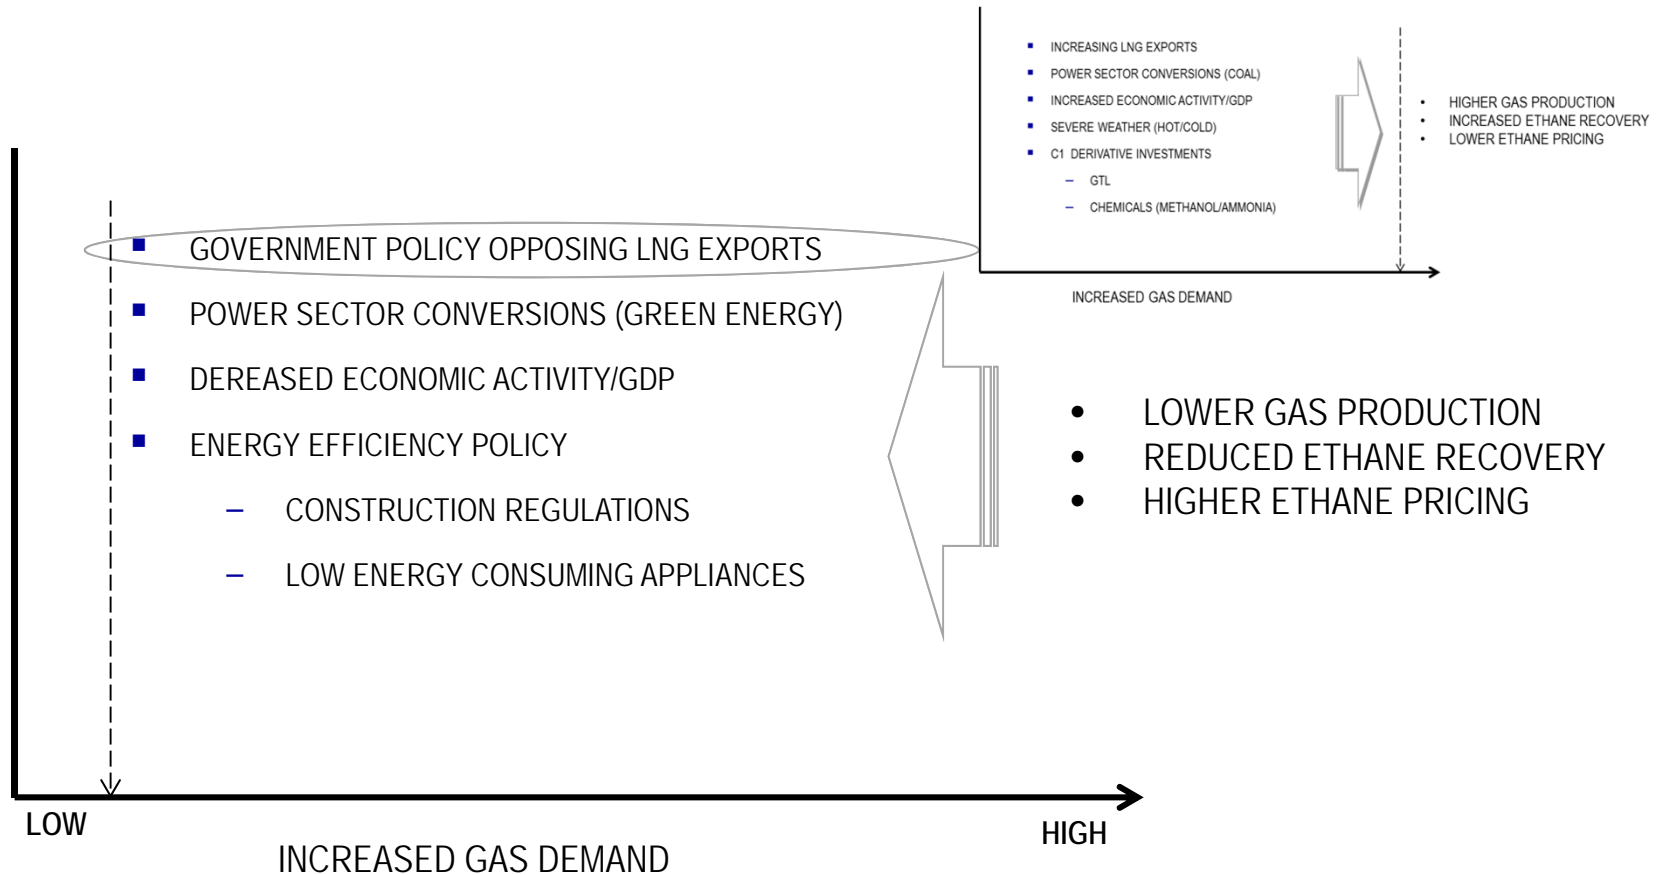 INCREASING LNG EXPORTS
POWER SECTOR CONVERSIONS (COAL)
INCREASED ECONOMIC ACTIVITY/GDP
SEVERE WEATHER (HOT/COLD)
C1 DERIVATIVE INVESTMENTS
– GTL
– CHEMICALS (METHANOL/AMMONIA)
• HIGHER GAS PRODUCTION
• INCREASED ETHANE RECOVERY
• LOWER ETHANE PRICING
INCREASED GAS DEMAND
GOVERNMENT POLICY OPPOSING LNG EXPORTS
POWER SECTOR CONVERSIONS (GREEN ENERGY)
DEREASED ECONOMIC ACTIVITY/GDP
ENERGY EFFICIENCY POLICY
– CONSTRUCTION REGULATIONS
– LOW ENERGY CONSUMING APPLIANCES
• LOWER GAS PRODUCTION
• REDUCED ETHANE RECOVERY
• HIGHER ETHANE PRICING
LOW
HIGH
INCREASED GAS DEMAND